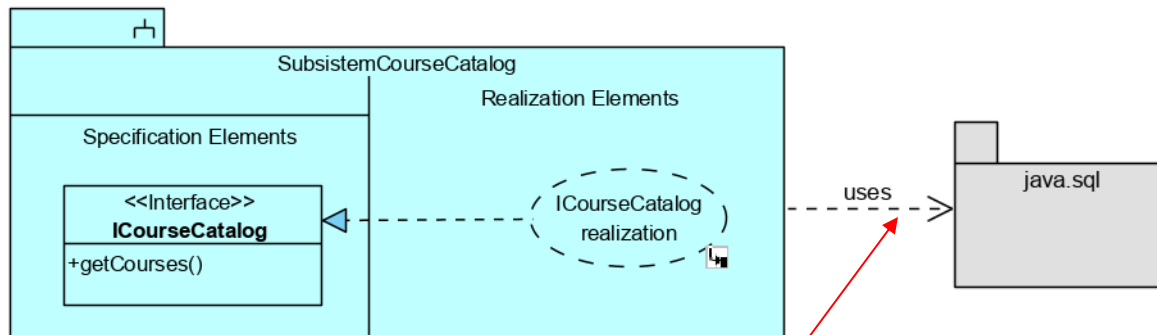 SubsistemCourseCatalog
Specification Elements
<<Interface>>
ICourseCatalog
+getCourses()
Realization Elements
ICourseCatalog
realization
uses
java.sql